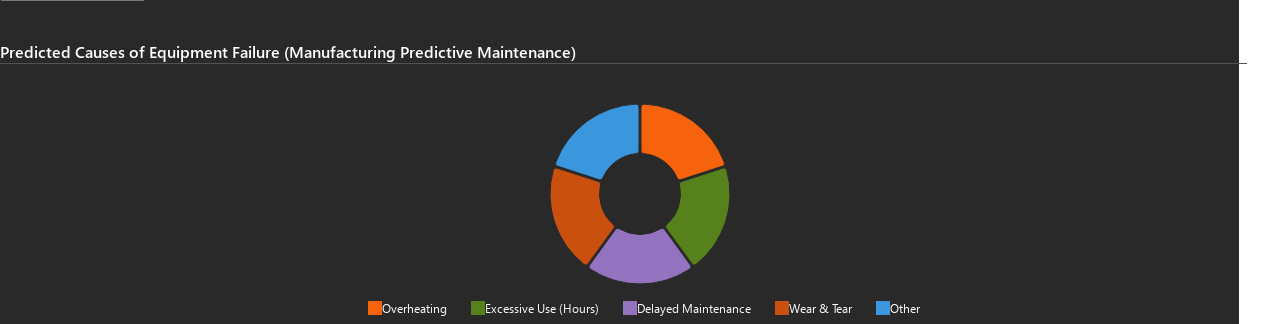 Predicted Causes of Equipment Failure (Manufacturing Predictive Maintenance)
Overheating Excessive Use (Hours) Delayed Maintenance Wear & Tear Other